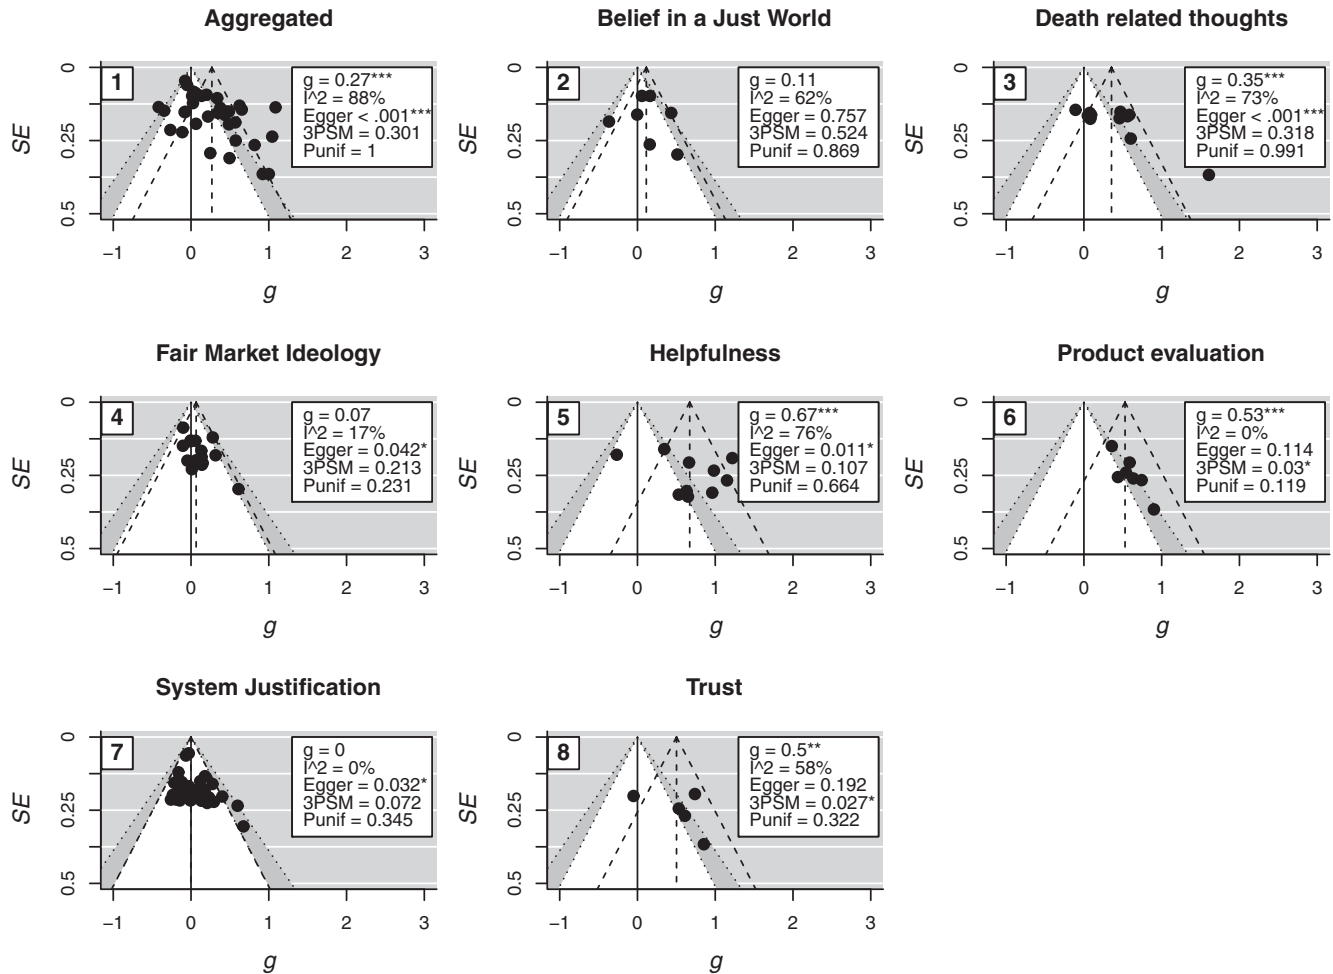 Aggregated
1
g = 0.27***
I^2 = 88%
Egger < .001***
3PSM = 0.301
Punif = 1
SE
0
0.25
0.5
−1 0 1 2 3
g
Belief in a Just World
2
g = 0.11
I^2 = 62%
Egger = 0.757
3PSM = 0.524
Punif = 0.869
SE
0
0.25
0.5
−1 0 1 2 3
g
Death related thoughts
3
g = 0.35***
I^2 = 73%
Egger < .001***
3PSM = 0.318
Punif = 0.991
SE
0
0.25
0.5
−1 0 1 2 3
g
Fair Market Ideology
4
g = 0.07
I^2 = 17%
Egger = 0.042*
3PSM = 0.213
Punif = 0.231
SE
0
0.25
0.5
−1 0 1 2 3
g
Helpfulness
5
g = 0.67***
I^2 = 76%
Egger = 0.011*
3PSM = 0.107
Punif = 0.664
SE
0
0.25
0.5
−1 0 1 2 3
g
Product evaluation
6
g = 0.53***
I^2 = 0%
Egger = 0.114
3PSM = 0.03*
Punif = 0.119
SE
0
0.25
0.5
−1 0 1 2 3
g
System Justification
7
g = 0
I^2 = 0%
Egger = 0.032*
3PSM = 0.072
Punif = 0.345
SE
0
0.25
0.5
−1 0 1 2 3
g
Trust
8
g = 0.5**
I^2 = 58%
Egger = 0.192
3PSM = 0.027*
Punif = 0.322
SE
0
0.25
0.5
−1 0 1 2 3
g